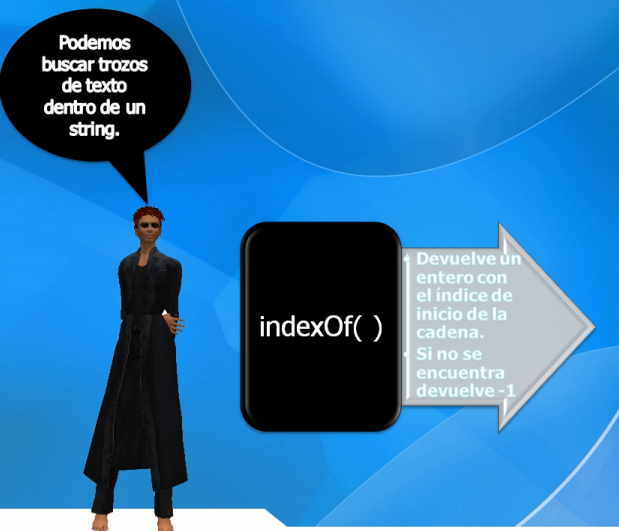 Podemos
buscar trozos
de texto
dentro de un
string.
indexOf( )
• Devuelve un
entero con
el índice de
inicio de la
cadena.
• Si no se
encuentra
devuelve -1